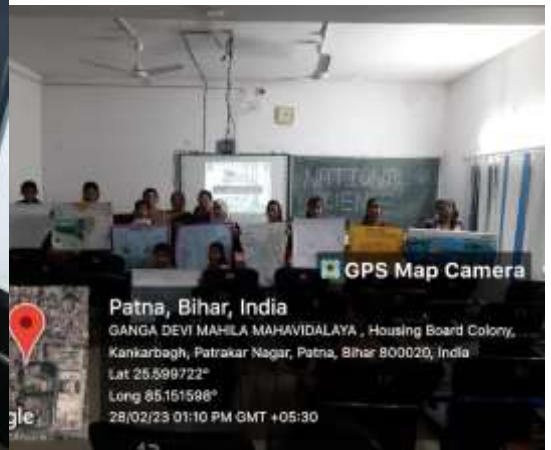 NATIONAL
GPS Map Camera
Patna, Bihar, India
GANGA DEVI MAHILA MAHAVIDALAYA , Housing Board Colony,
Kankarbagh, Patrakar Nagar, Patna, Bihar 800020, India
Lat 25.599722°
Long 85.151598°
28/02/23 01:10 PM GMT +05:30
gle